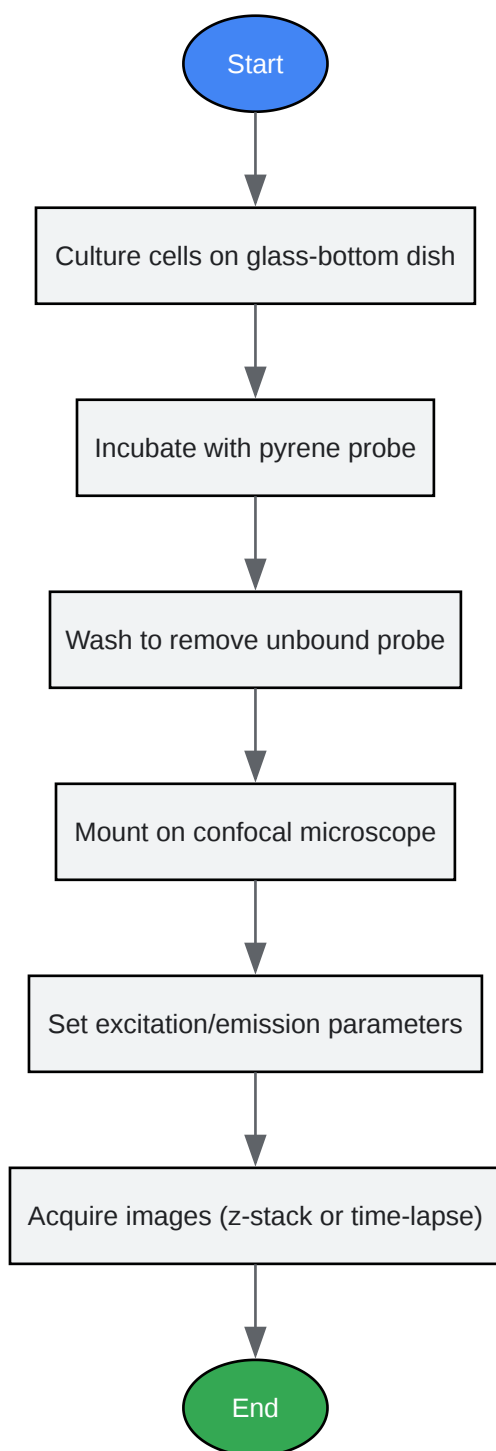 Start
Culture cells on glass-bottom dish
Incubate with pyrene probe
Wash to remove unbound probe
Mount on confocal microscope
Set excitation/emission parameters
Acquire images (z-stack or time-lapse)
End